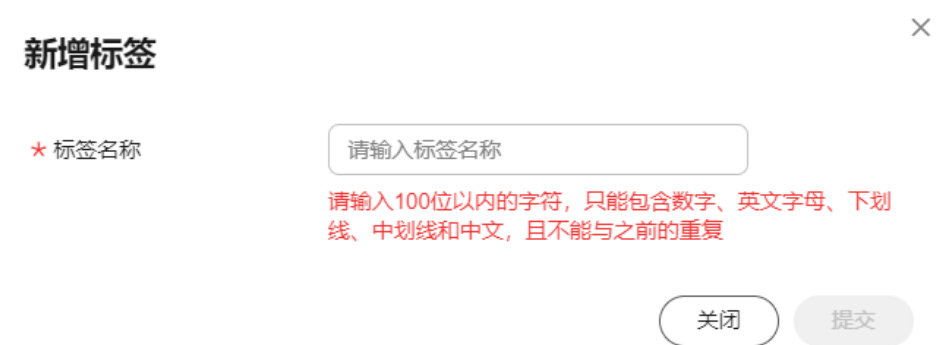 新增标签
* 标签名称
请输入标签名称
请输入100位以内的字符，只能包含数字、英文字母、下划
线、中划线和中文，且不能与之前的重复
关闭
提交